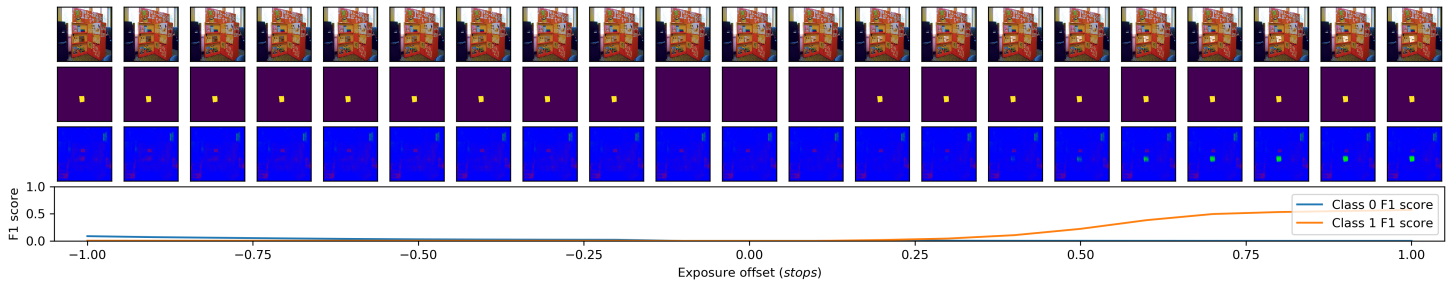 1.0
0.5
0.0
F1 score
Class 0 F1 score
Class 1 F1 score
−1.00 −0.75 −0.50 −0.25 0.00 0.25 0.50 0.75 1.00
Exposure offset (stops)